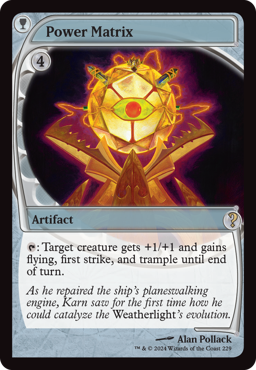 Power Matrix
4
Artifact
: Target creature gets +1/+1 and gains
flying, first strike, and trample until end
of turn.
As he repaired the ship's planeswalking
engine, Karn saw for the first time how he
could catalyze the Weatherlight's evolution.
Alan Pollack
™ & © 2024 Wizards of the Coast 229